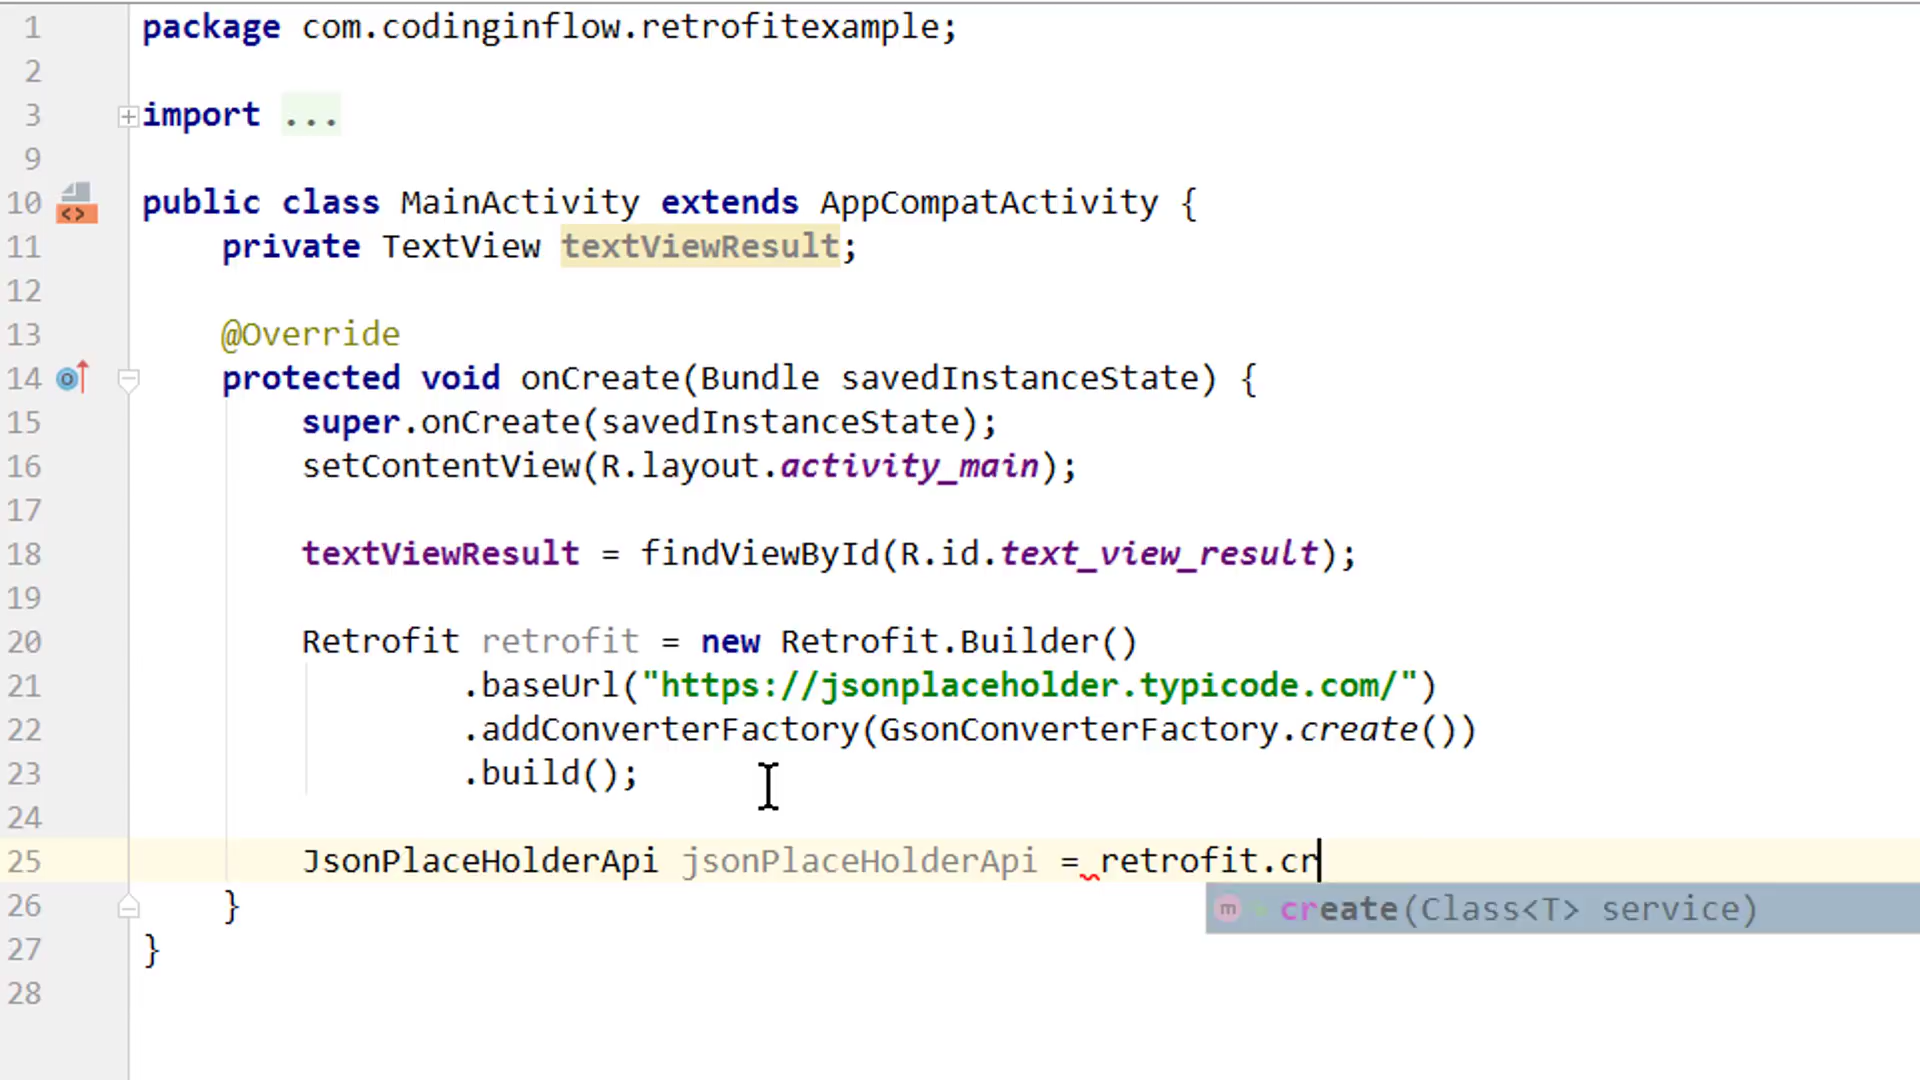 1 package com.codinginflow.retrofitexample;
2
3 import ...
9
10 public class MainActivity extends AppCompatActivity {
11 private TextView textViewResult;
12
13 @Override
14 protected void onCreate(Bundle savedInstanceState) {
15 super.onCreate(savedInstanceState);
16 setContentView(R.layout.activity_main);
17
18 textViewResult = findViewById(R.id.text_view_result);
19
20 Retrofit retrofit = new Retrofit.Builder()
21 .baseUrl("https://jsonplaceholder.typicode.com/")
22 .addConverterFactory(GsonConverterFactory.create())
23 .build();
24
25 JsonPlaceHolderApi jsonPlaceHolderApi = retrofit.cr
m create(Class<T> service)
26 }
27 }
28